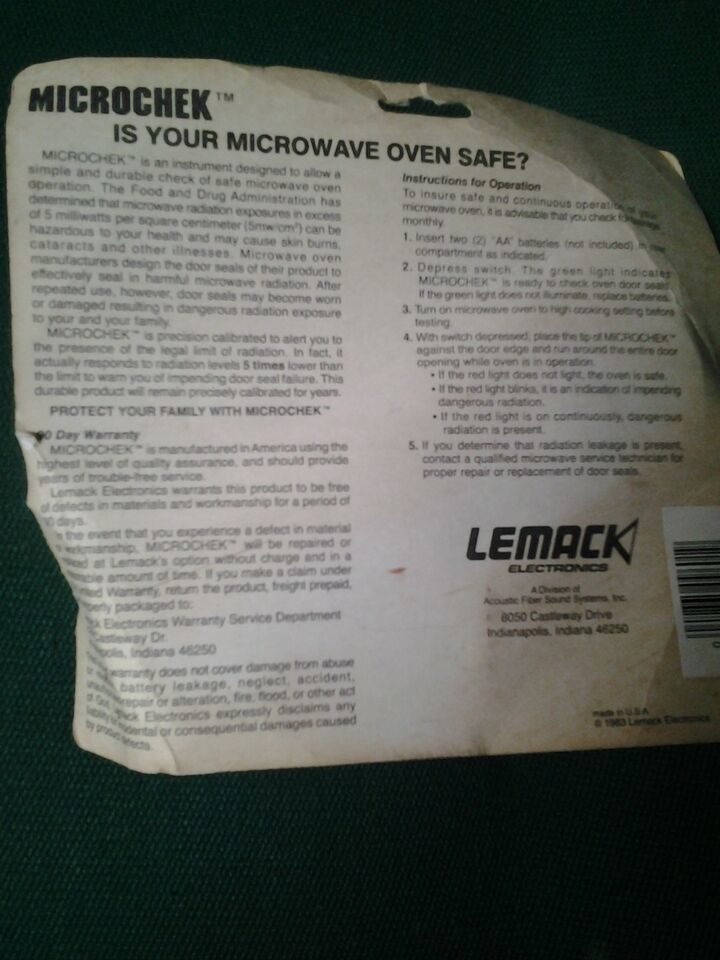 MICROCHEK™
IS YOUR MICROWAVE OVEN SAFE?
MICROCHEK™ is an instrument designed to allow a
simple and durable check of safe microwave oven
operation. The Food and Drug Administration has
determined that microwave radiation exposures in excess
of 5 milliwatts per square centimeter (5mw/cm²) can be
hazardous to your health and may cause skin burns,
cataracts and other illnesses. Microwave oven
manufacturers design the door seals of their product to
effectively seal in harmful microwave radiation. After
repeated use, however, door seals may become worn
or damaged resulting in dangerous radiation exposure
to your and your family.
MICROCHEK™ is precision calibrated to alert you to
the presence of the legal limit of radiation. In fact, it
actually responds to radiation levels 5 times lower than
the limit to warn you of impending door seal failure. This
durable product will remain precisely calibrated for years.
PROTECT YOUR FAMILY WITH MICROCHEK™
90 Day Warranty
MICROCHEK™ is manufactured in America using the
highest level of quality assurance, and should provide
years of trouble-free service.
Lemack Electronics warrants this product to be free
of defects in materials and workmanship for a period of
90 days.
the event that you experience a defect in material
MICROCHEK™ will be repaired or
at Lemack's option without charge and in a
amount of time. If you make a claim under
Warranty, return the product, freight prepaid,
packaged to:
Electronics Warranty Service Department
Castleway Dr.
Indiana 46250
warranty does not cover damage from abuse
battery leakage, neglect, accident,
repair or alteration, fire, flood, or other act
of God. Electronics expressly disclaims any
liability or consequential damages caused
by product defects.
Instructions for Operation
To insure safe and continuous operation of your
microwave oven, it is advisable that you check for leakage
monthly.
1. Insert two (2) "AA" batteries (not included) in
compartment as indicated.
2. Depress switch. The green light indicates
MICROCHEK™ is ready to check oven door seals.
If the green light does not illuminate, replace batteries.
3. Turn on microwave oven to high cooking setting before
testing.
4. With switch depressed, place the tip of MICROCHEK™
against the door edge and run around the entire door
opening while oven is in operation.
• If the red light does not light, the oven is safe.
• If the red light blinks, it is an indication of impending
dangerous radiation.
• If the red light is on continuously, dangerous
radiation is present.
5. If you determine that radiation leakage is present,
contact a qualified microwave service technician for
proper repair or replacement of door seals.
LEMACK
ELECTRONICS
A Division of
Acoustic Fiber Sound Systems, Inc.
8050 Castleway Drive
Indianapolis, Indiana 46250
made in U.S.A.
© 1983 Lemack Electronics